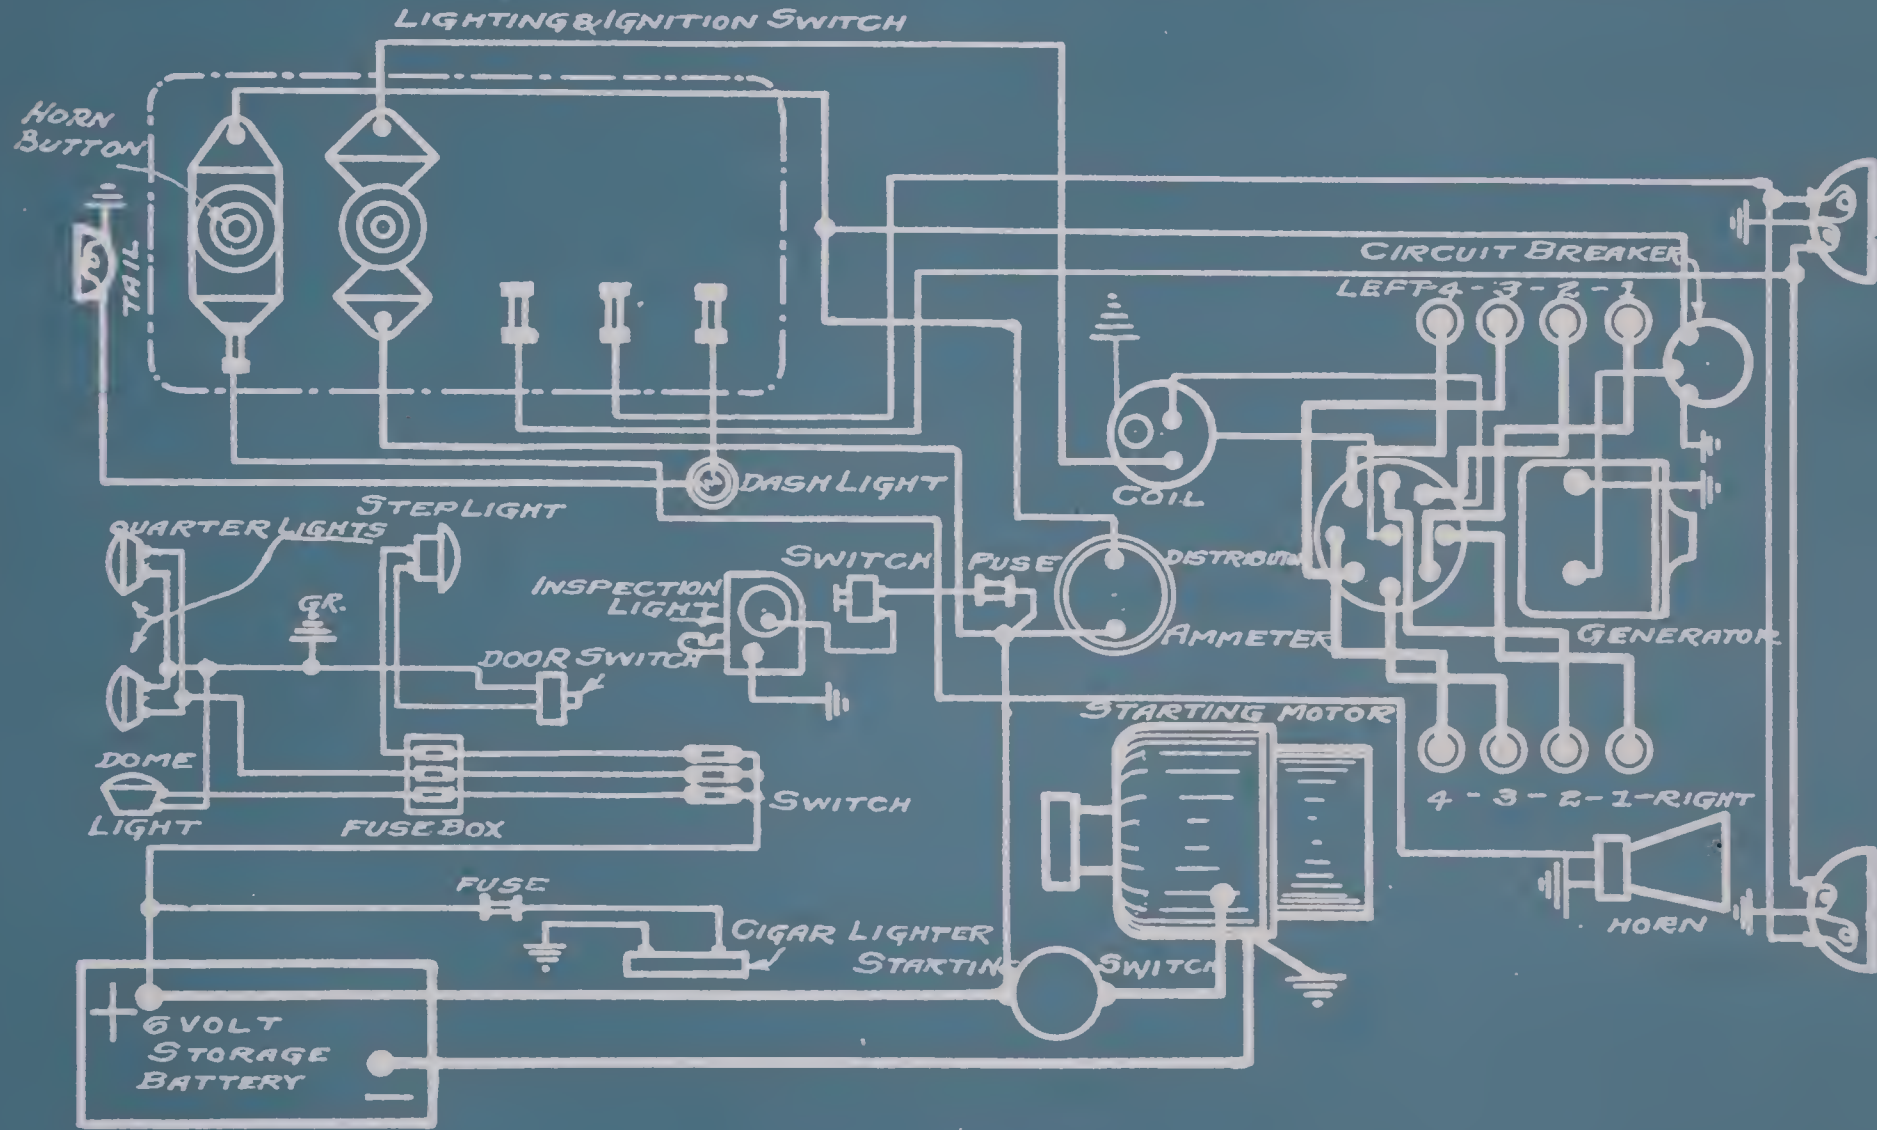 LIGHTING & IGNITION SWITCH
HORN
BUTTON
TAIL
CIRCUIT BREAKER
LEFT-4-3-2-1
COIL
DASH LIGHT
STEP LIGHT
QUARTER LIGHTS
SWITCH
FUSE
DISTRIBUTOR
INSPECTION
LIGHT
GR.
AMMETER
GENERATOR
DOOR SWITCH
STARTING MOTOR
DOME
LIGHT
FUSE BOX
SWITCH
4-3-2-1-RIGHT
HORN
FUSE
CIGAR LIGHTER
STARTING SWITCH
+
6 VOLT
STORAGE
BATTERY
—